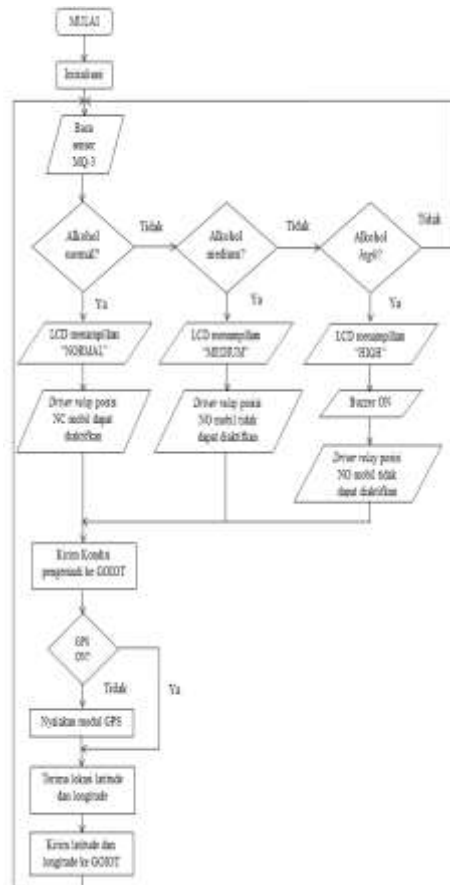 MULAI
Inisialisasi
Baca
sensor
MQ-3
Alkohol
normal?
Tidak
Alkohol
medium?
Tidak
Alkohol
high?
Tidak
Ya
Ya
Ya
LCD menampilkan
"NORMAL"
LCD menampilkan
"MEDIUM"
LCD menampilkan
"HIGH"
Driver relay posisi
NC mobil dapat
diaktifkan
Driver relay posisi
NO mobil tidak
dapat diaktifkan
Buzzer ON
Driver relay posisi
NO mobil tidak
dapat diaktifkan
Kirim Kondisi
pengemudi ke GOIOT
GPS
ON?
Tidak
Ya
Nyalakan modul GPS
Terima lokasi latitude
dan longitude
Kirim latitude dan
longitude ke GOIOT